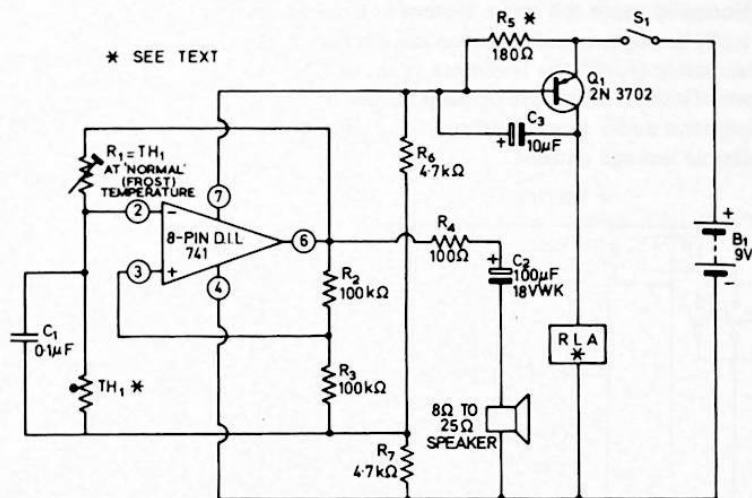 * SEE TEXT
R5 *
180Ω
S1
Q1
2N 3702
C3
+
10µF
R1 = TH1
AT 'NORMAL'
(FROST)
TEMPERATURE
7
R6
4.7kΩ
2
-
8-PIN D.I.L
741
6
3
+
4
R4
100Ω
+
C2
100µF
18VWK
R2
100kΩ
+
B1
9V
-
C1
0.1µF
TH1 *
R3
100kΩ
RLA
*
8Ω TO
25Ω
SPEAKER
R7
4.7kΩ